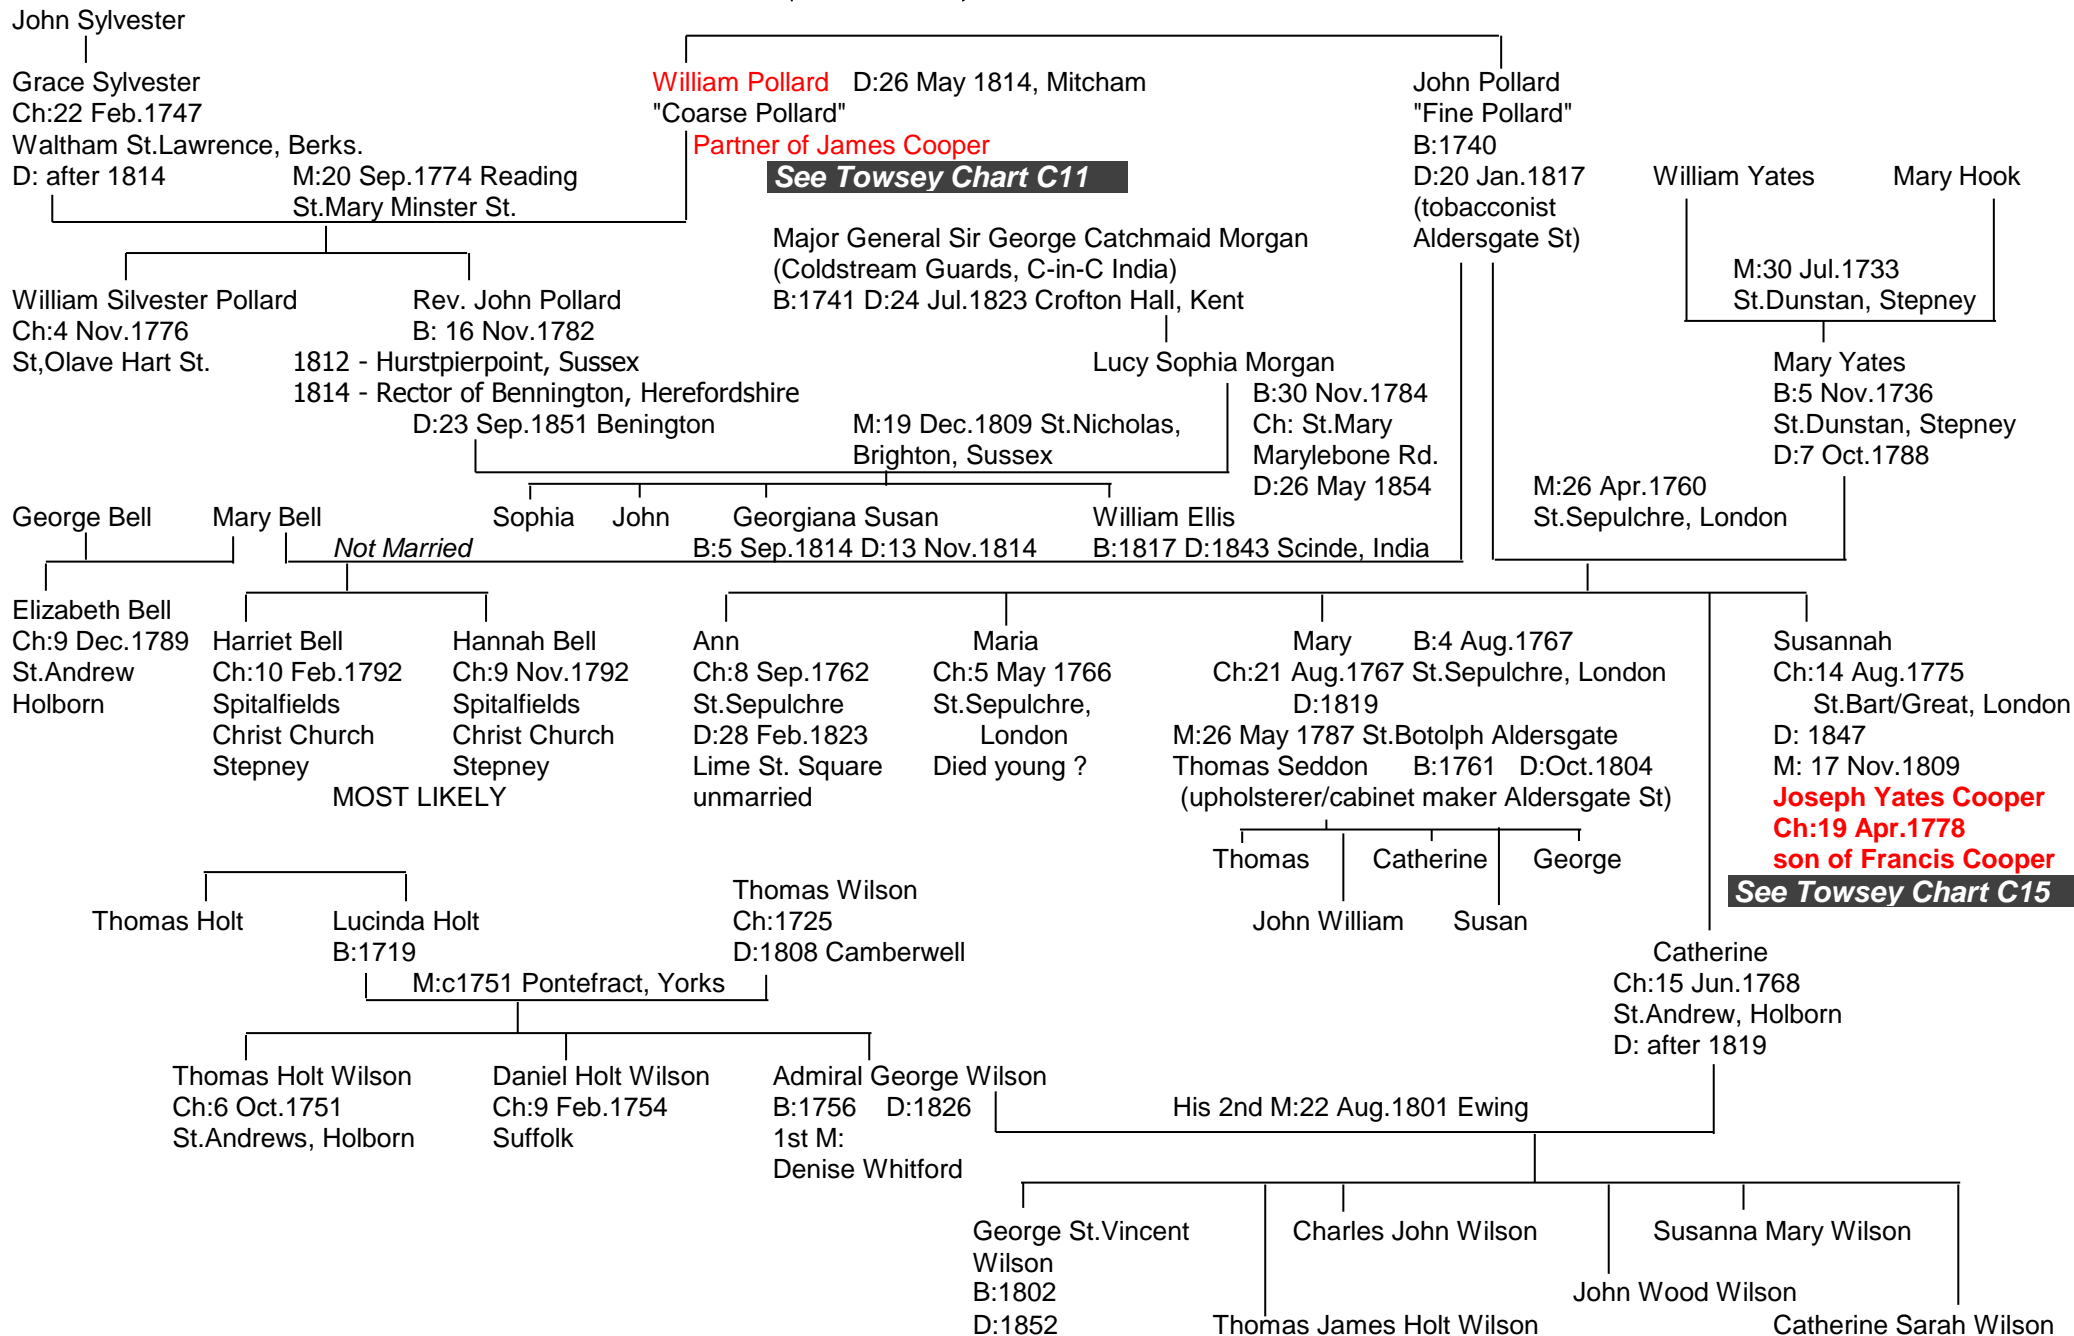 John Sylvester
Grace Sylvester
Ch:22 Feb.1747
Waltham St.Lawrence, Berks.
D: after 1814
M:20 Sep.1774 Reading
St.Mary Minster St.
William Pollard D:26 May 1814, Mitcham
"Coarse Pollard"
Partner of James Cooper
See Towsey Chart C11
John Pollard
"Fine Pollard"
B:1740
D:20 Jan.1817
(tobacconist
Aldersgate St)
William Yates
Mary Hook
M:30 Jul.1733
St.Dunstan, Stepney
William Silvester Pollard
Ch:4 Nov.1776
St,Olave Hart St.
Rev. John Pollard
B: 16 Nov.1782
1812 - Hurstpierpoint, Sussex
1814 - Rector of Bennington, Herefordshire
D:23 Sep.1851 Benington
Major General Sir George Catchmaid Morgan
(Coldstream Guards, C-in-C India)
B:1741 D:24 Jul.1823 Crofton Hall, Kent
Lucy Sophia Morgan
B:30 Nov.1784
Ch: St.Mary
Marylebone Rd.
D:26 May 1854
M:19 Dec.1809 St.Nicholas,
Brighton, Sussex
Mary Yates
B:5 Nov.1736
St.Dunstan, Stepney
D:7 Oct.1788
M:26 Apr.1760
St.Sepulchre, London
George Bell
Mary Bell
Not Married
Sophia
John
Georgiana Susan
B:5 Sep.1814 D:13 Nov.1814
William Ellis
B:1817 D:1843 Scinde, India
Elizabeth Bell
Ch:9 Dec.1789
St.Andrew
Holborn
Harriet Bell
Ch:10 Feb.1792
Spitalfields
Christ Church
Stepney
Hannah Bell
Ch:9 Nov.1792
Spitalfields
Christ Church
Stepney
MOST LIKELY
Ann
Ch:8 Sep.1762
St.Sepulchre
D:28 Feb.1823
Lime St. Square
unmarried
Maria
Ch:5 May 1766
St.Sepulchre,
London
Died young ?
Mary B:4 Aug.1767
Ch:21 Aug.1767 St.Sepulchre, London
D:1819
M:26 May 1787 St.Botolph Aldersgate
Thomas Seddon B:1761 D:Oct.1804
(upholsterer/cabinet maker Aldersgate St)
Thomas
Catherine
George
John William
Susan
Susannah
Ch:14 Aug.1775
St.Bart/Great, London
D: 1847
M: 17 Nov.1809
Joseph Yates Cooper
Ch:19 Apr.1778
son of Francis Cooper
See Towsey Chart C15
Thomas Holt
Lucinda Holt
B:1719
Thomas Wilson
Ch:1725
D:1808 Camberwell
M:c1751 Pontefract, Yorks
Catherine
Ch:15 Jun.1768
St.Andrew, Holborn
D: after 1819
Thomas Holt Wilson
Ch:6 Oct.1751
St.Andrews, Holborn
Daniel Holt Wilson
Ch:9 Feb.1754
Suffolk
Admiral George Wilson
B:1756 D:1826
1st M:
Denise Whitford
His 2nd M:22 Aug.1801 Ewing
George St.Vincent
Wilson
B:1802
D:1852
Charles John Wilson
Susanna Mary Wilson
John Wood Wilson
Thomas James Holt Wilson
Catherine Sarah Wilson